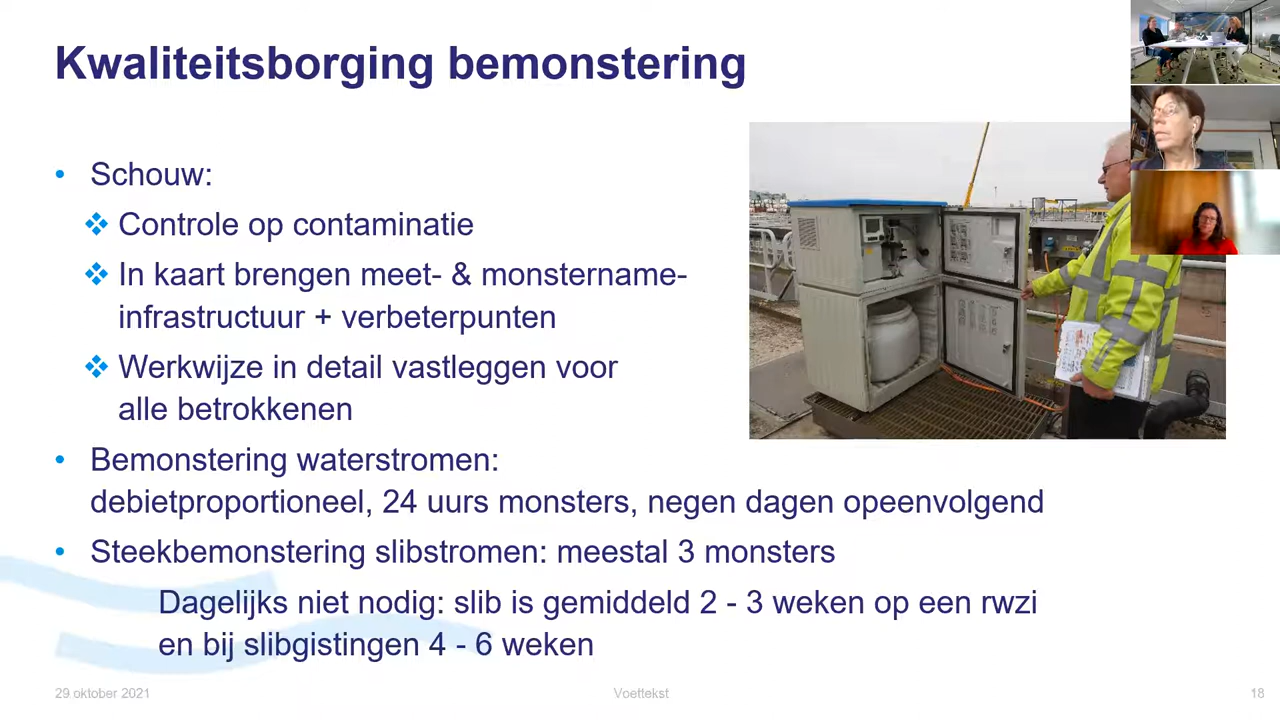 Kwaliteitsborging bemonstering
• Schouw:
❖ Controle op contaminatie
❖ In kaart brengen meet- & monstername-
infrastructuur + verbeterpunten
❖ Werkwijze in detail vastleggen voor
alle betrokkenen
• Bemonstering waterstromen:
debietproportioneel, 24 uurs monsters, negen dagen opeenvolgend
• Steekbemonstering slibstromen: meestal 3 monsters
Dagelijks niet nodig: slib is gemiddeld 2 - 3 weken op een rwzi
en bij slibgistingen 4 - 6 weken
29 oktober 2021
Voettekst
18